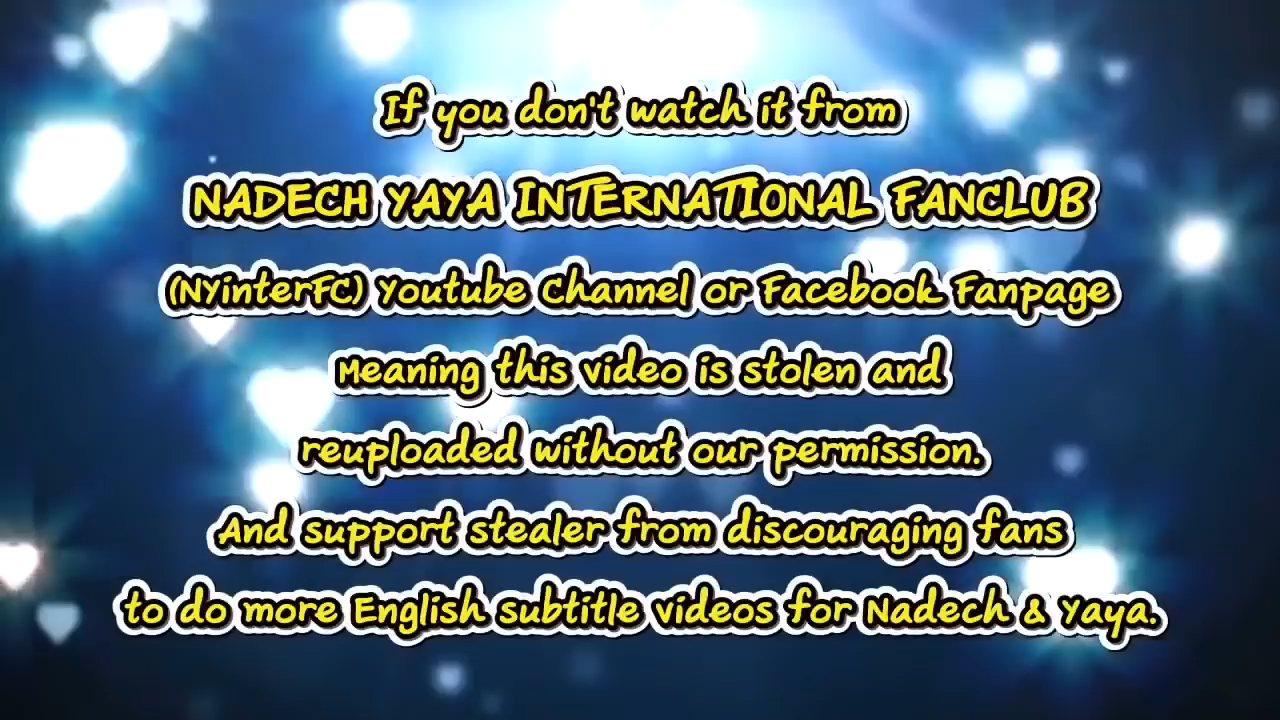 If you don't watch it from
NADECH YAYA INTERNATIONAL FANCLUB
(NYinterFC) Youtube Channel or Facebook Fanpage
Meaning this video is stolen and
reuploaded without our permission.
And support stealer from discouraging fans
to do more English subtitle videos for Nadech & Yaya.